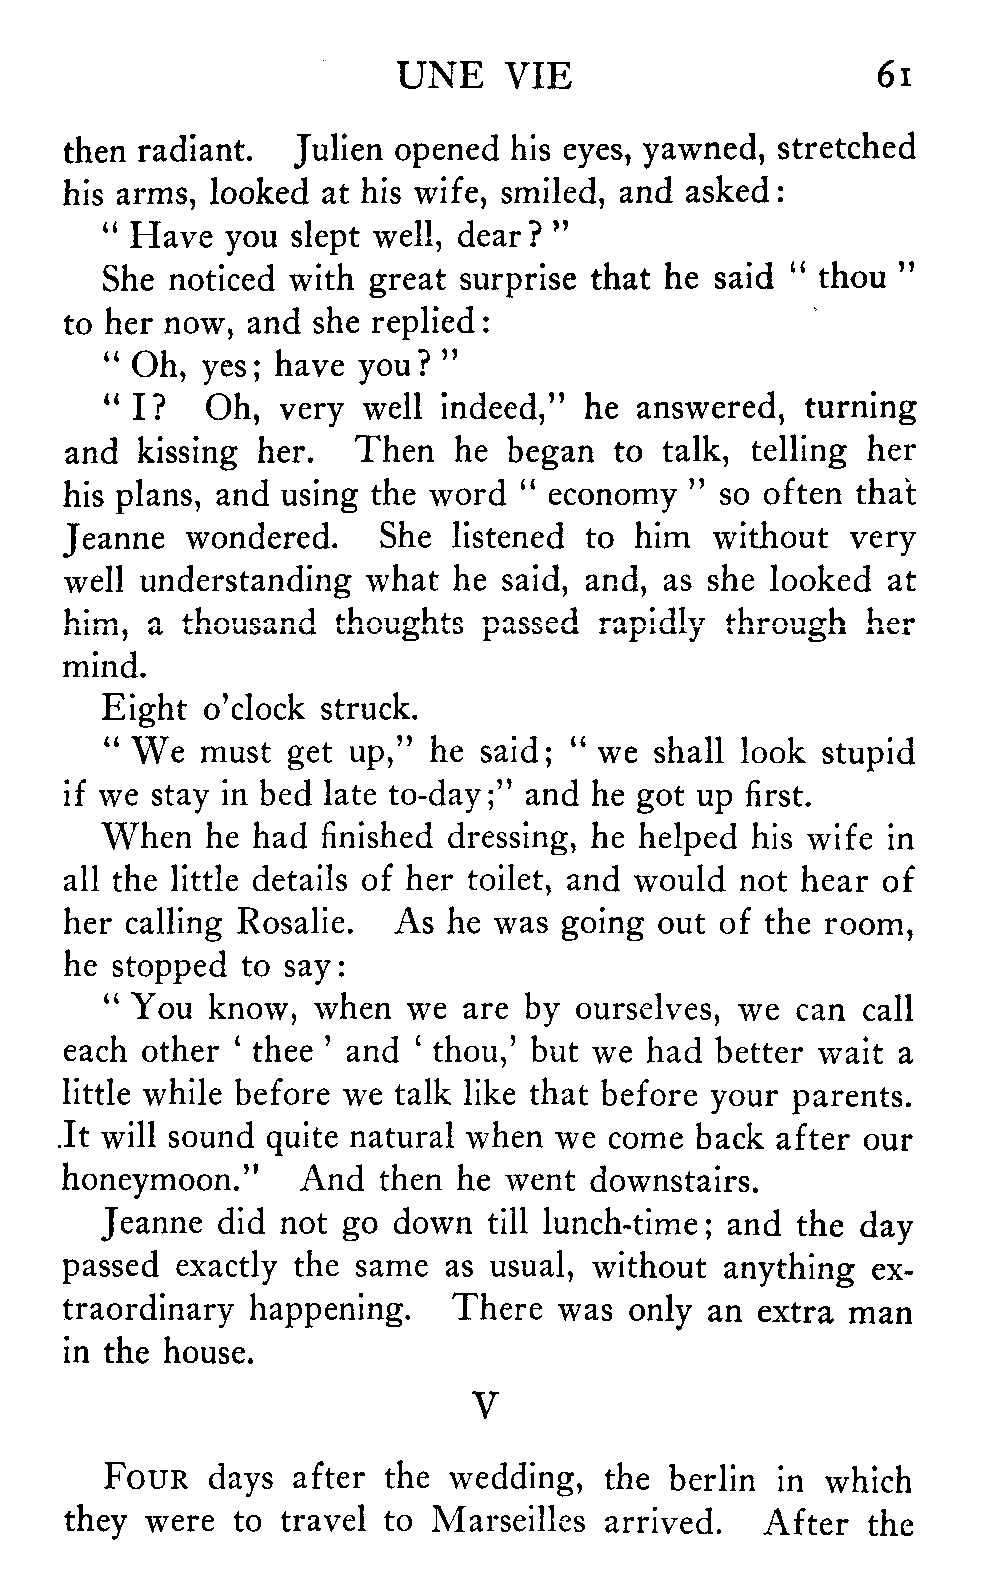 UNE VIE 61
then radiant. Julien opened his eyes, yawned, stretched
his arms, looked at his wife, smiled, and asked:
“ Have you slept well, dear? ”
She noticed with great surprise that he said “ thou ”
to her now, and she replied:
“ Oh, yes; have you? ”
“ I? Oh, very well indeed,” he answered, turning
and kissing her. Then he began to talk, telling her
his plans, and using the word “ economy ” so often that
Jeanne wondered. She listened to him without very
well understanding what he said, and, as she looked at
him, a thousand thoughts passed rapidly through her
mind.
Eight o’clock struck.
“ We must get up,” he said; “ we shall look stupid
if we stay in bed late to-day;” and he got up first.
When he had finished dressing, he helped his wife in
all the little details of her toilet, and would not hear of
her calling Rosalie. As he was going out of the room,
he stopped to say:
“ You know, when we are by ourselves, we can call
each other ‘ thee ’ and ‘ thou,’ but we had better wait a
little while before we talk like that before your parents.
It will sound quite natural when we come back after our
honeymoon.” And then he went downstairs.
Jeanne did not go down till lunch-time; and the day
passed exactly the same as usual, without anything ex-
traordinary happening. There was only an extra man
in the house.
V
FOUR days after the wedding, the berlin in which
they were to travel to Marseilles arrived. After the